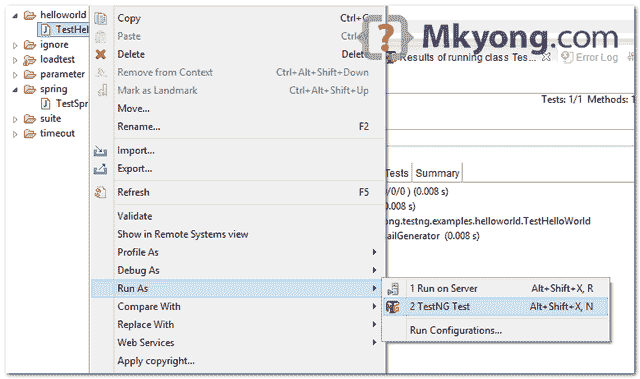 helloworld
TestHel
ignore
loadtest
parameter
spring
TestSpr
suite
timeout
Copy Ctrl+C
Paste Ctrl+
Delete Delet
Remove from Context Ctrl+Alt+Shift+Down
Mark as Landmark Ctrl+Alt+Shift+Up
Move...
Rename... F2
Import...
Export...
Refresh F5
Validate
Show in Remote Systems view
Profile As
Debug As
Run As
Compare With
Replace With
Web Services
Apply copyright...
1 Run on Server Alt+Shift+X, R
2 TestNG Test Alt+Shift+X, N
Run Configurations...
Mkyong.com
Results of running class Tes...
Error Log
Tests: 1/1 Methods: 1
Tests Summary
/0/0/0 ) (0.008 s)
(0.008 s)
ong.testng.examples.helloworld.TestHelloWorld
ailGenerator (0.008 s)